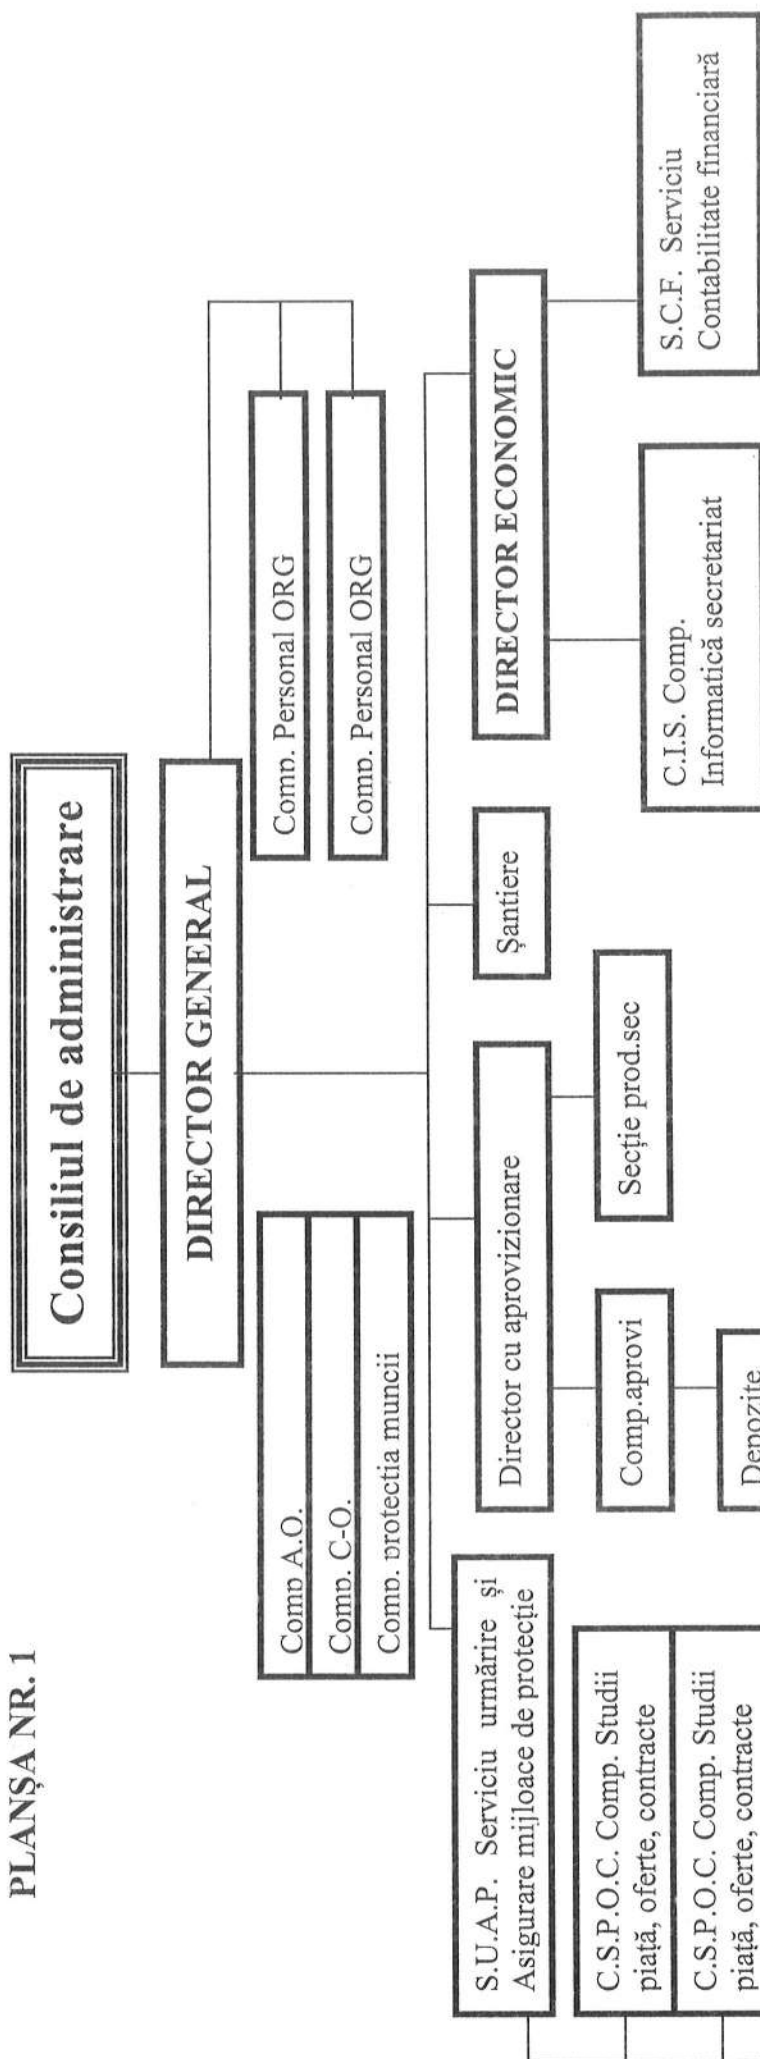 PLANȘA NR. 1
Consiliul de administrare
DIRECTOR GENERAL
Comp A.O.
Comp. C-O.
Comp. protectia muncii
Comp. Personal ORG
Comp. Personal ORG
S.U.A.P. Serviciu urmărire și
Asigurare mijloace de protecție
Director cu aprovizionare
Șantiere
DIRECTOR ECONOMIC
C.S.P.O.C. Comp. Studii
piață, oferte, contracte
C.S.P.O.C. Comp. Studii
piață, oferte, contracte
Comp.aprovi
Secție prod.sec
Depozite
C.I.S. Comp.
Informatică secretariat
S.C.F. Serviciu
Contabilitate financiară